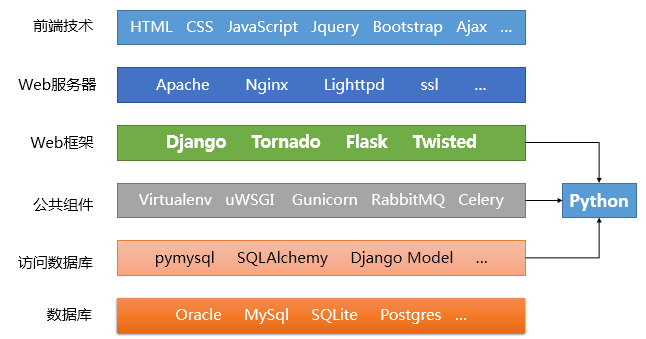 前端技术 HTML CSS JavaScript Jquery Bootstrap Ajax ...
Web服务器 Apache Nginx Lighttpd ssl ...
Web框架 Django Tornado Flask Twisted
公共组件 Virtualenv uWSGI Gunicorn RabbitMQ Celery
Python
访问数据库 pymysql SQLAlchemy Django Model ...
数据库 Oracle MySql SQLite Postgres ...